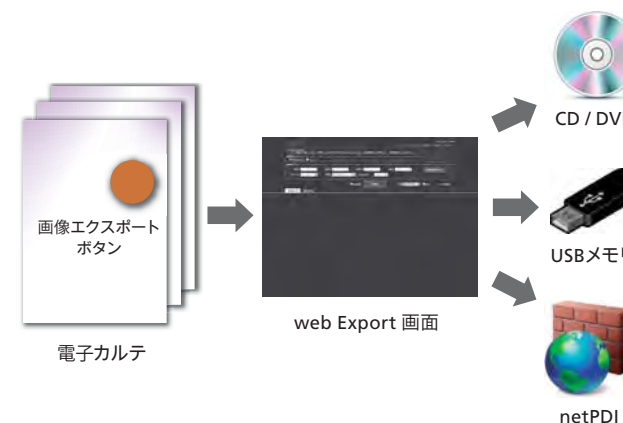 画像エクスポート
ボタン
電子カルテ
web Export 画面
CD / DV
USBメモ
netPDI